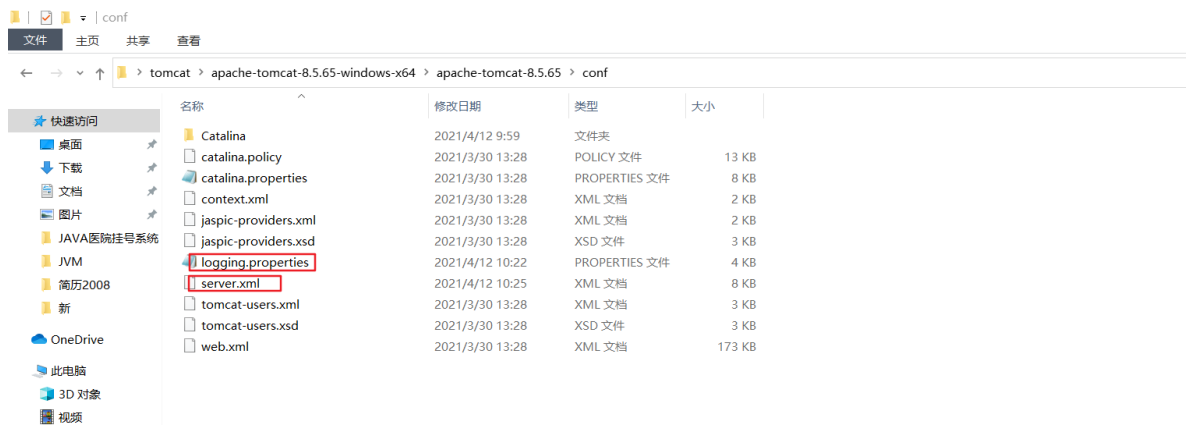 conf
文件 主页 共享 查看
tomcat > apache-tomcat-8.5.65-windows-x64 > apache-tomcat-8.5.65 > conf
名称 修改日期 类型 大小
快速访问
桌面
下载
文档
图片
JAVA医院挂号系统
JVM
简历2008
新
OneDrive
此电脑
3D 对象
视频
Catalina 2021/4/12 9:59 文件夹
catalina.policy 2021/3/30 13:28 POLICY 文件 13 KB
catalina.properties 2021/3/30 13:28 PROPERTIES 文件 8 KB
context.xml 2021/3/30 13:28 XML 文档 2 KB
jaspic-providers.xml 2021/3/30 13:28 XML 文档 2 KB
jaspic-providers.xsd 2021/3/30 13:28 XSD 文件 3 KB
logging.properties 2021/4/12 10:22 PROPERTIES 文件 4 KB
server.xml 2021/4/12 10:25 XML 文档 8 KB
tomcat-users.xml 2021/3/30 13:28 XML 文档 3 KB
tomcat-users.xsd 2021/3/30 13:28 XSD 文件 3 KB
web.xml 2021/3/30 13:28 XML 文档 173 KB